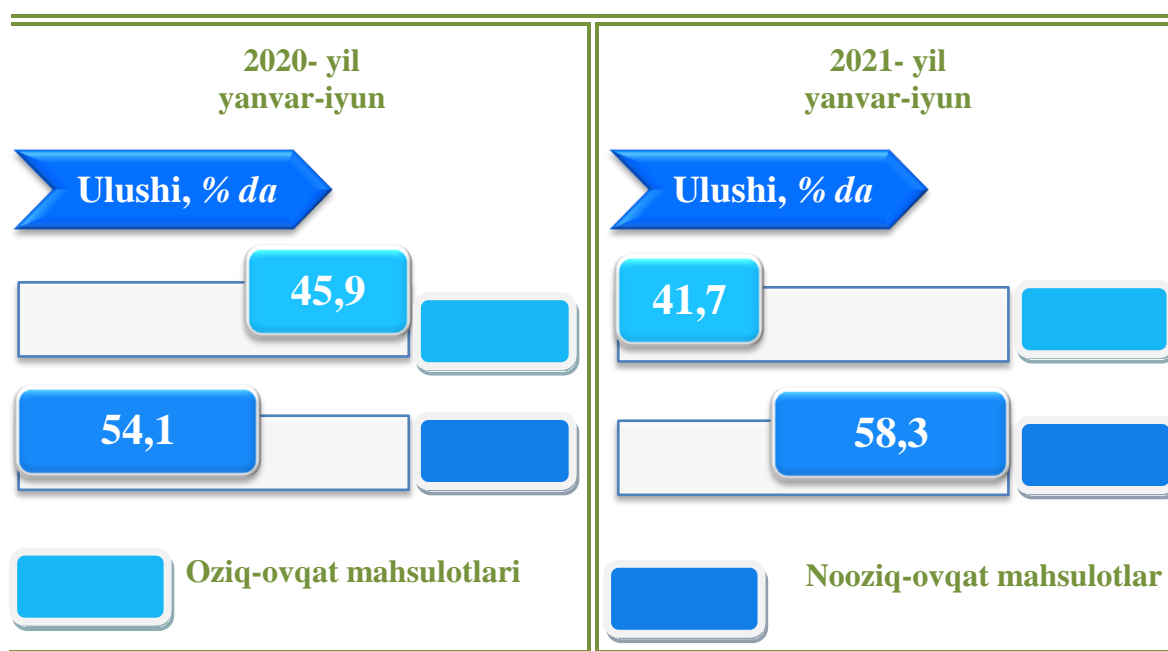 2020- yil
yanvar-iyun
Ulushi, % da
45,9
54,1
Oziq-ovqat mahsulotlari
2021- yil
yanvar-iyun
Ulushi, % da
41,7
58,3
Nooziq-ovqat mahsulotlar